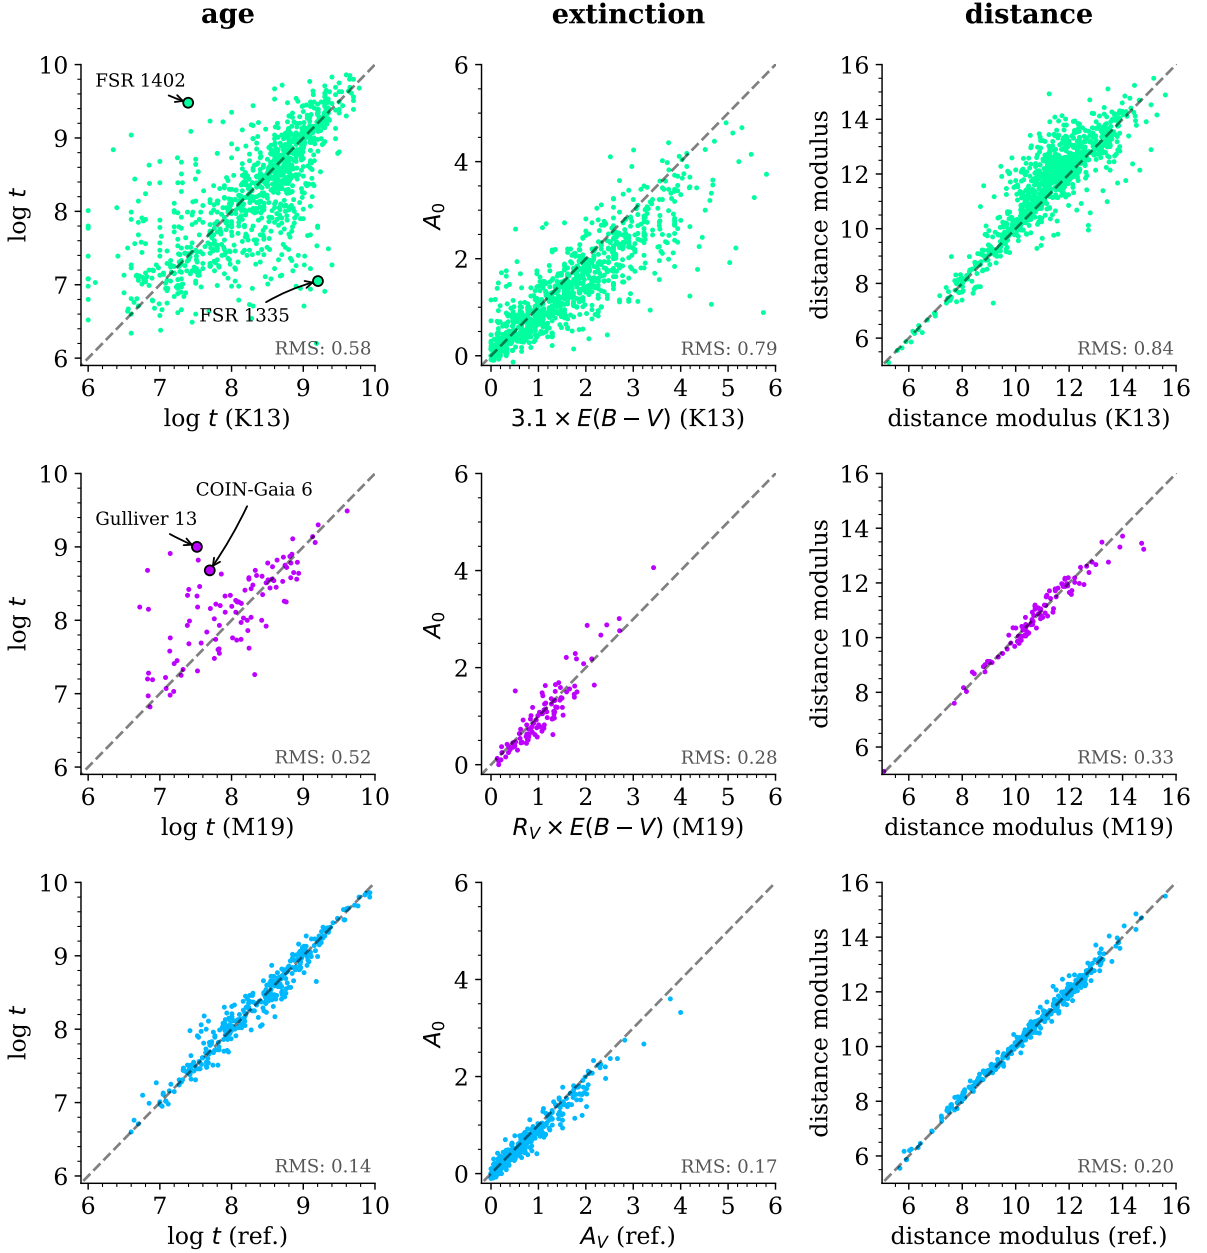 age
extinction
distance
10
9
8
7
6
log t
FSR 1402
FSR 1335
RMS: 0.58
6 7 8 9 10
log t (K13)
6
4
2
0
A0
RMS: 0.79
0 1 2 3 4 5 6
3.1 × E(B − V) (K13)
16
14
12
10
8
6
distance modulus
RMS: 0.84
6 8 10 12 14 16
distance modulus (K13)
10
9
8
7
6
log t
COIN-Gaia 6
Gulliver 13
RMS: 0.52
6 7 8 9 10
log t (M19)
6
4
2
0
A0
RMS: 0.28
0 1 2 3 4 5 6
RV × E(B − V) (M19)
16
14
12
10
8
6
distance modulus
RMS: 0.33
6 8 10 12 14 16
distance modulus (M19)
10
9
8
7
6
log t
RMS: 0.14
6 7 8 9 10
log t (ref.)
6
4
2
0
A0
RMS: 0.17
0 1 2 3 4 5 6
AV (ref.)
16
14
12
10
8
6
distance modulus
RMS: 0.20
6 8 10 12 14 16
distance modulus (ref.)